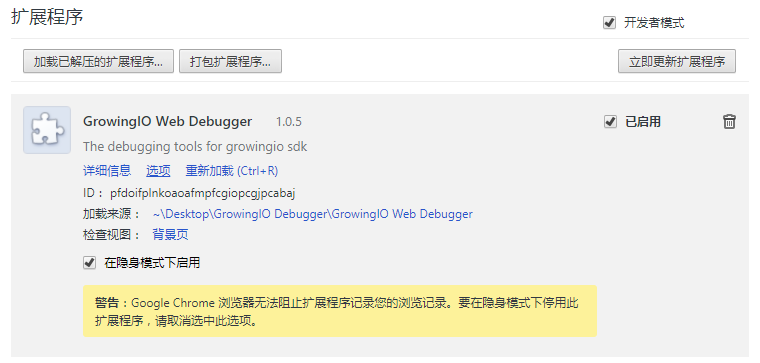 扩展程序
开发者模式
加载已解压的扩展程序... 打包扩展程序... 立即更新扩展程序
GrowingIO Web Debugger 1.0.5 已启用
The debugging tools for growingio sdk
详细信息 选项 重新加载 (Ctrl+R)
ID： pfdoifplnkoaoafmpfcgiopcgjpcabaj
加载来源： ~\Desktop\GrowingIO Debugger\GrowingIO Web Debugger
检查视图： 背景页
在隐身模式下启用
警告：Google Chrome 浏览器无法阻止扩展程序记录您的浏览记录。要在隐身模式下停用此
扩展程序，请取消选中此选项。